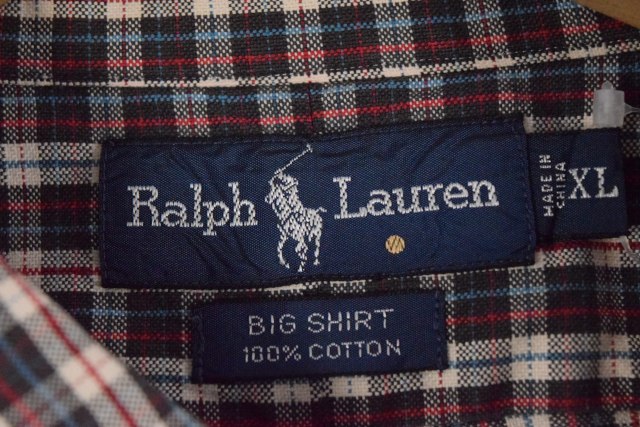 Ralph Lauren
MADE IN
CHINA
XL
BIG SHIRT
100% COTTON